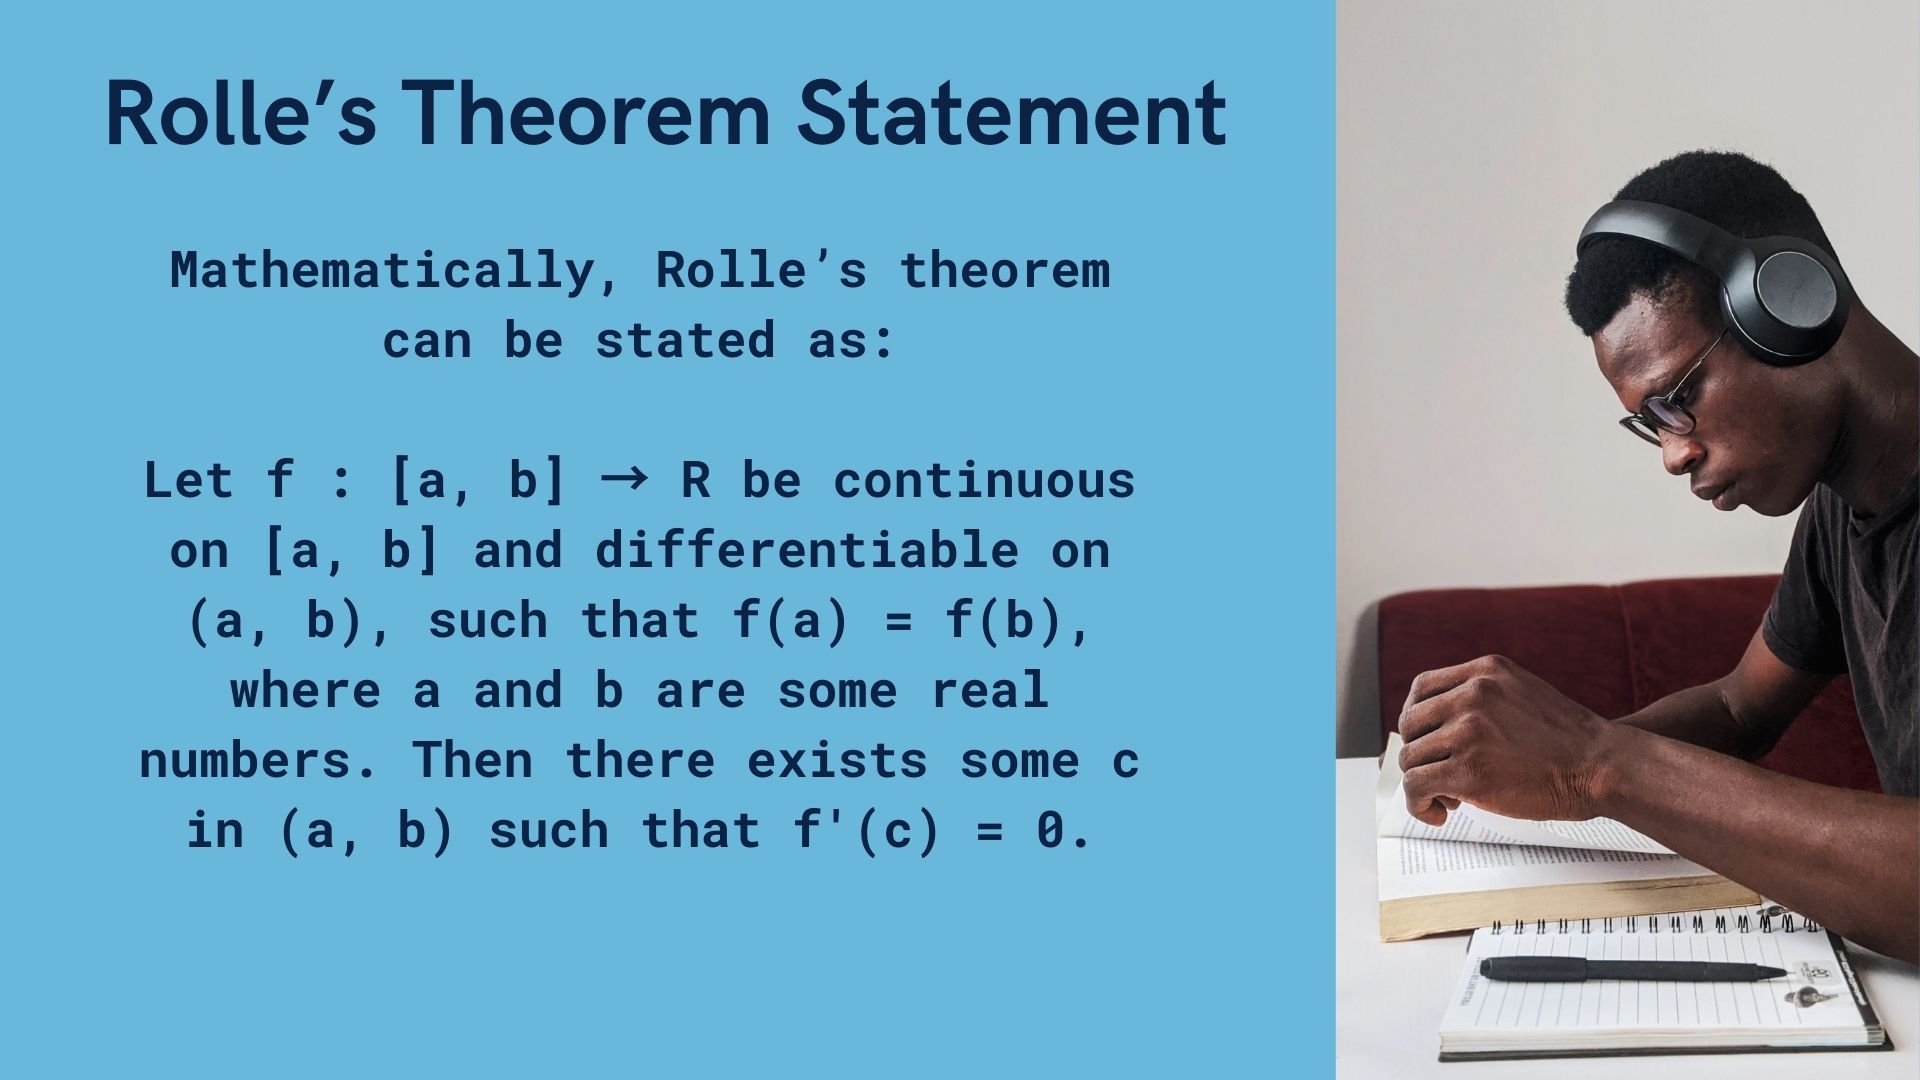 Rolle’s Theorem Statement
Mathematically, Rolle’s theorem
can be stated as:
Let f : [a, b] → R be continuous
on [a, b] and differentiable on
(a, b), such that f(a) = f(b),
where a and b are some real
numbers. Then there exists some c
in (a, b) such that f'(c) = 0.